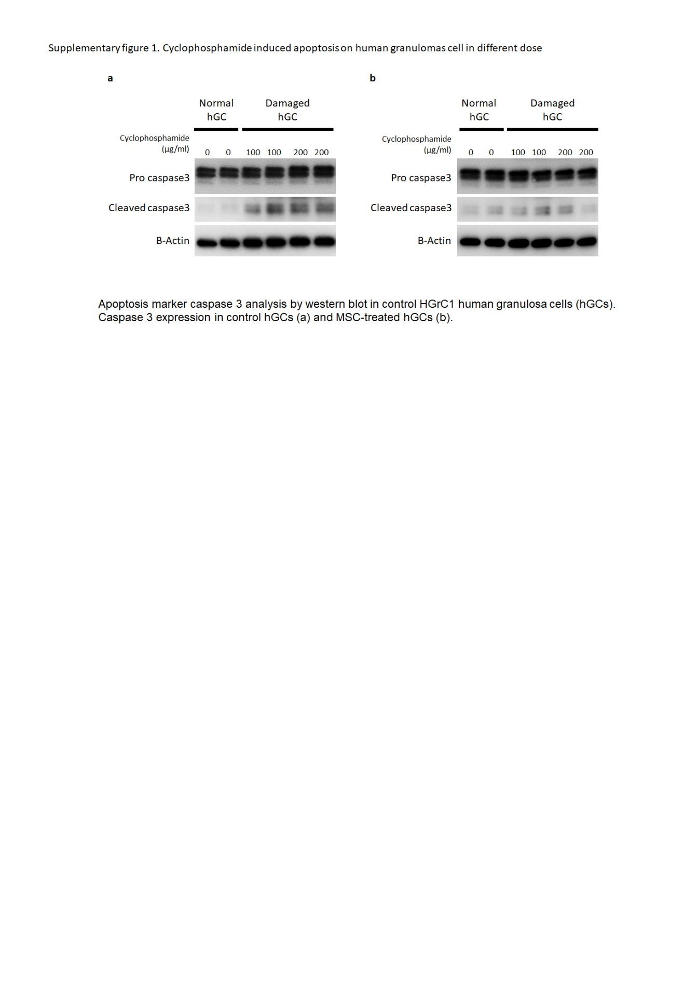 Supplementary figure 1. Cyclophosphamide induced apoptosis on human granulomas cell in different dose
a
Normal hGC
Damaged hGC
Cyclophosphamide (µg/ml)
0 0 100 100 200 200
Pro caspase3
Cleaved caspase3
B-Actin
b
Normal hGC
Damaged hGC
Cyclophosphamide (µg/ml)
0 0 100 100 200 200
Pro caspase3
Cleaved caspase3
B-Actin
Apoptosis marker caspase 3 analysis by western blot in control HGrC1 human granulosa cells (hGCs).
Caspase 3 expression in control hGCs (a) and MSC-treated hGCs (b).